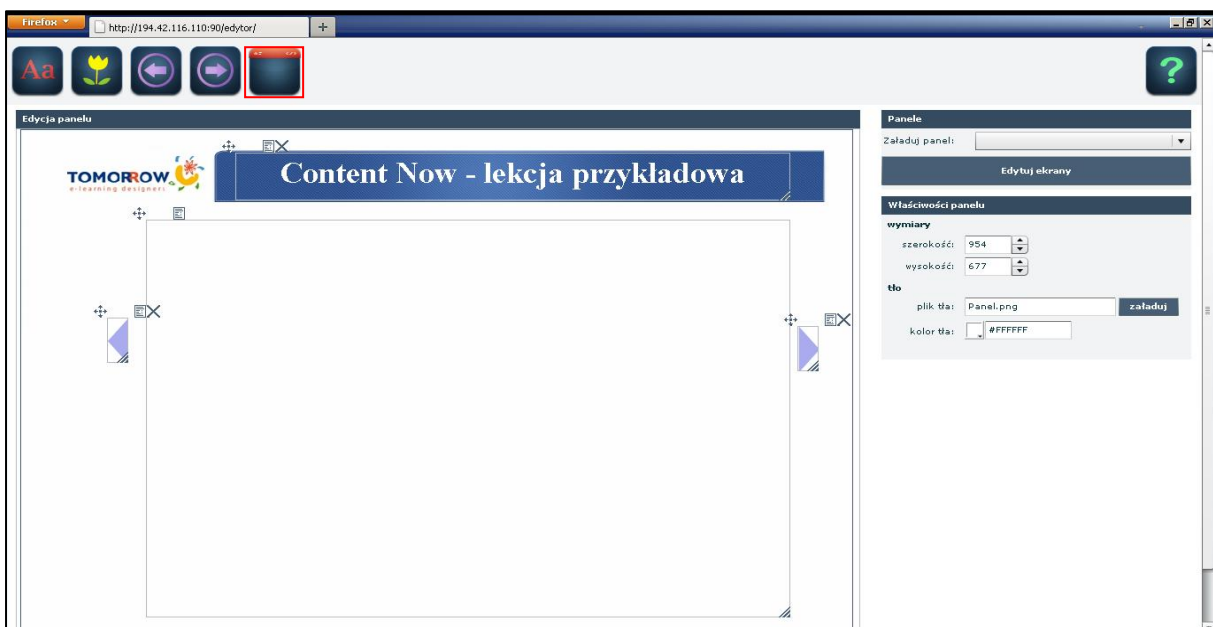 Firefox
http://194.42.116.110:90/edytor/
+
Aa
?
Edycja panelu
TOMORROW
e-learning designers
Content Now - lekcja przykładowa
Panele
Załaduj panel:
Edytuj ekrany
Właściwości panelu
wymiary
szerokość: 954
wysokość: 677
tło
plik tła: Panel.png załaduj
kolor tła: #FFFFFF